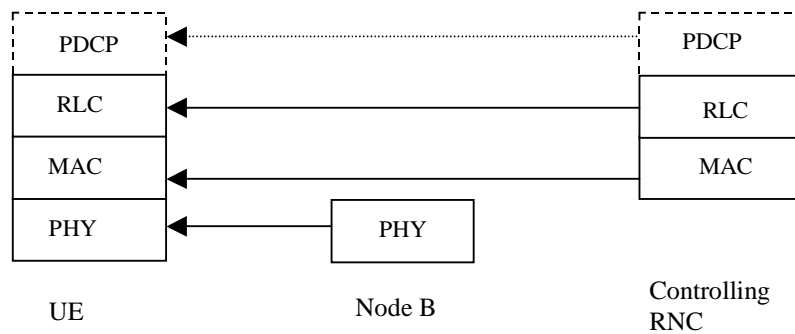 PDCP
PDCP
RLC
RLC
MAC
MAC
PHY
PHY
UE
Node B
Controlling
RNC